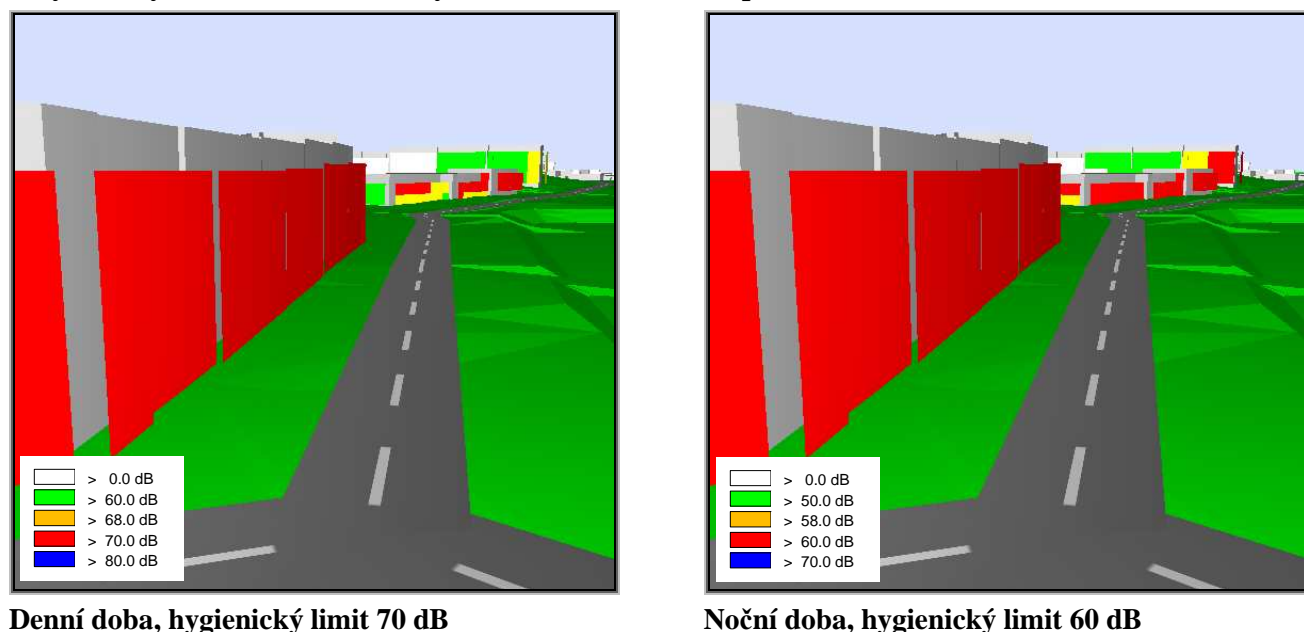 > 0.0 dB
> 60.0 dB
> 68.0 dB
> 70.0 dB
> 80.0 dB
Denní doba, hygienický limit 70 dB
> 0.0 dB
> 50.0 dB
> 58.0 dB
> 60.0 dB
> 70.0 dB
Noční doba, hygienický limit 60 dB